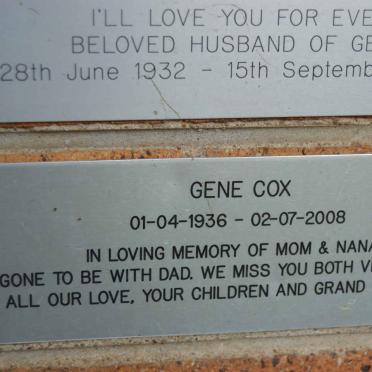 I'LL LOVE YOU FOR EVE
BELOVED HUSBAND OF GE
28th June 1932 - 15th Septemb
GENE COX
01-04-1936 - 02-07-2008
IN LOVING MEMORY OF MOM & NANA
GONE TO BE WITH DAD. WE MISS YOU BOTH V
ALL OUR LOVE, YOUR CHILDREN AND GRAND